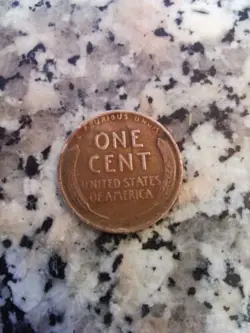 E PLURIBUS UNUM
ONE
CENT
UNITED STATES
OF AMERICA